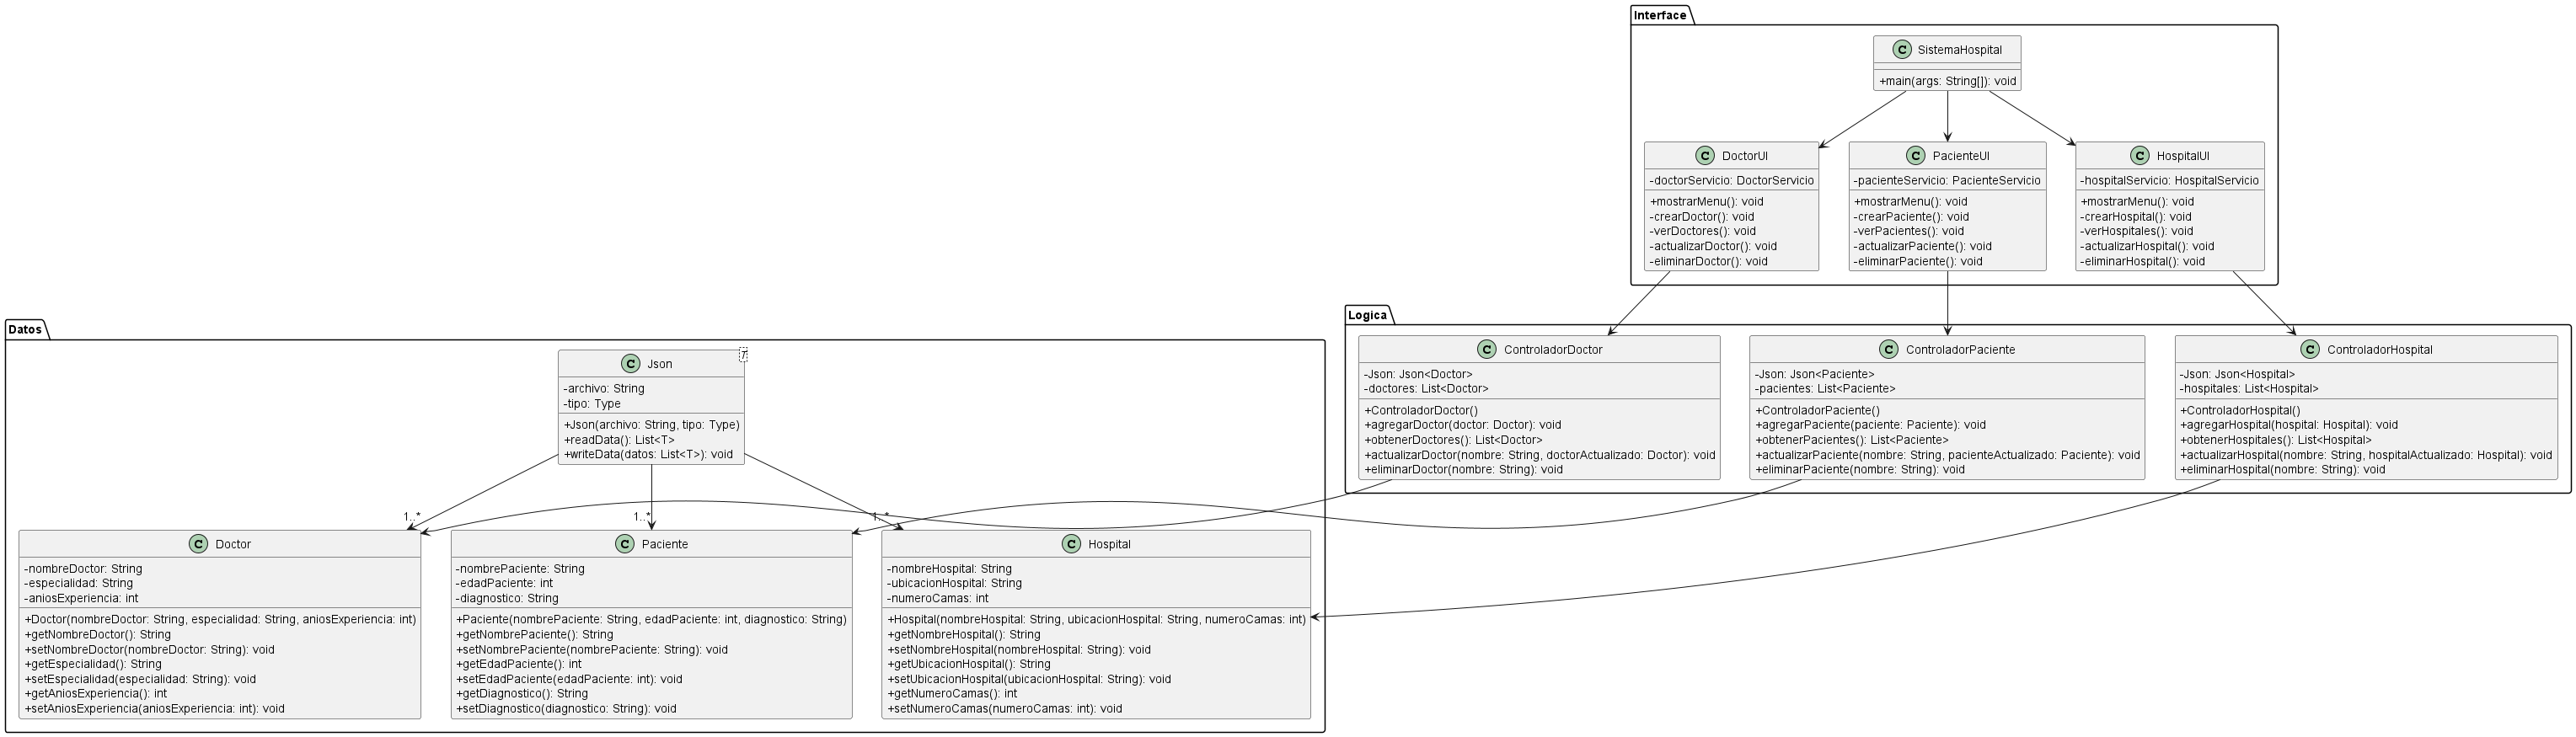 Interface
C SistemaHospital
+main(args: String[]): void
C DoctorUI
-doctorServicio: DoctorServicio
+mostrarMenu(): void
-crearDoctor(): void
-verDoctores(): void
-actualizarDoctor(): void
-eliminarDoctor(): void
C PacienteUI
-pacienteServicio: PacienteServicio
+mostrarMenu(): void
-crearPaciente(): void
-verPacientes(): void
-actualizarPaciente(): void
-eliminarPaciente(): void
C HospitalUI
-hospitalServicio: HospitalServicio
+mostrarMenu(): void
-crearHospital(): void
-verHospitales(): void
-actualizarHospital(): void
-eliminarHospital(): void
Logica
C ControladorDoctor
-Json: Json<Doctor>
-doctores: List<Doctor>
+ControladorDoctor()
+agregarDoctor(doctor: Doctor): void
+obtenerDoctores(): List<Doctor>
+actualizarDoctor(nombre: String, doctorActualizado: Doctor): void
+eliminarDoctor(nombre: String): void
C ControladorPaciente
-Json: Json<Paciente>
-pacientes: List<Paciente>
+ControladorPaciente()
+agregarPaciente(paciente: Paciente): void
+obtenerPacientes(): List<Paciente>
+actualizarPaciente(nombre: String, pacienteActualizado: Paciente): void
+eliminarPaciente(nombre: String): void
C ControladorHospital
-Json: Json<Hospital>
-hospitales: List<Hospital>
+ControladorHospital()
+agregarHospital(hospital: Hospital): void
+obtenerHospitales(): List<Hospital>
+actualizarHospital(nombre: String, hospitalActualizado: Hospital): void
+eliminarHospital(nombre: String): void
Datos
C Json T
-archivo: String
-tipo: Type
+Json(archivo: String, tipo: Type)
+readData(): List<T>
+writeData(datos: List<T>): void
1..*
1..*
1..*
C Doctor
-nombreDoctor: String
-especialidad: String
-aniosExperiencia: int
+Doctor(nombreDoctor: String, especialidad: String, aniosExperiencia: int)
+getNombreDoctor(): String
+setNombreDoctor(nombreDoctor: String): void
+getEspecialidad(): String
+setEspecialidad(especialidad: String): void
+getAniosExperiencia(): int
+setAniosExperiencia(aniosExperiencia: int): void
C Paciente
-nombrePaciente: String
-edadPaciente: int
-diagnostico: String
+Paciente(nombrePaciente: String, edadPaciente: int, diagnostico: String)
+getNombrePaciente(): String
+setNombrePaciente(nombrePaciente: String): void
+getEdadPaciente(): int
+setEdadPaciente(edadPaciente: int): void
+getDiagnostico(): String
+setDiagnostico(diagnostico: String): void
C Hospital
-nombreHospital: String
-ubicacionHospital: String
-numeroCamas: int
+Hospital(nombreHospital: String, ubicacionHospital: String, numeroCamas: int)
+getNombreHospital(): String
+setNombreHospital(nombreHospital: String): void
+getUbicacionHospital(): String
+setUbicacionHospital(ubicacionHospital: String): void
+getNumeroCamas(): int
+setNumeroCamas(numeroCamas: int): void